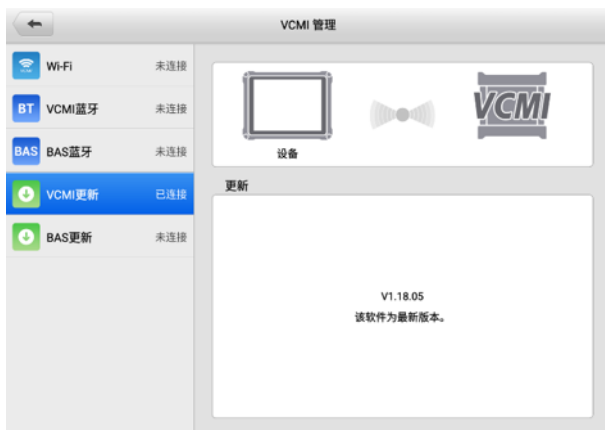 VCMI 管理
Wi-Fi 未连接
BT VCMI蓝牙 未连接
BAS BAS蓝牙 未连接
VCMI更新 已连接
BAS更新 未连接
VCMI
设备
更新
V1.18.05
该软件为最新版本。